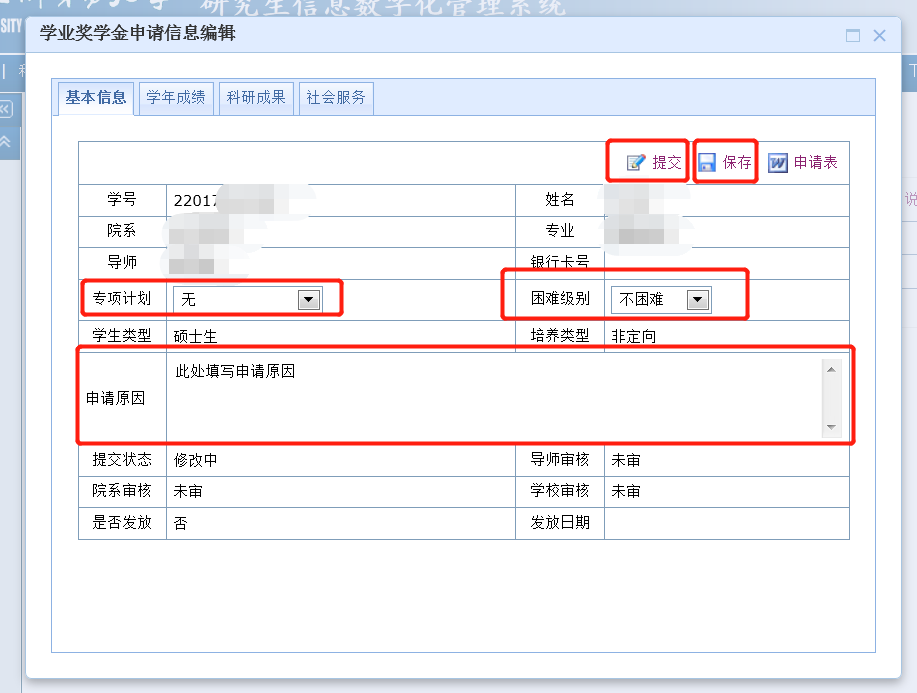 研究生信息数字化管理系统
SITY
学业奖学金申请信息编辑
基本信息 学年成绩 科研成果 社会服务
提交 保存 申请表
学号 22017 姓名
院系 专业
导师 银行卡号
专项计划 无 困难级别 不困难
学生类型 硕士生 培养类型 非定向
申请原因 此处填写申请原因
提交状态 修改中 导师审核 未审
院系审核 未审 学校审核 未审
是否发放 否 发放日期